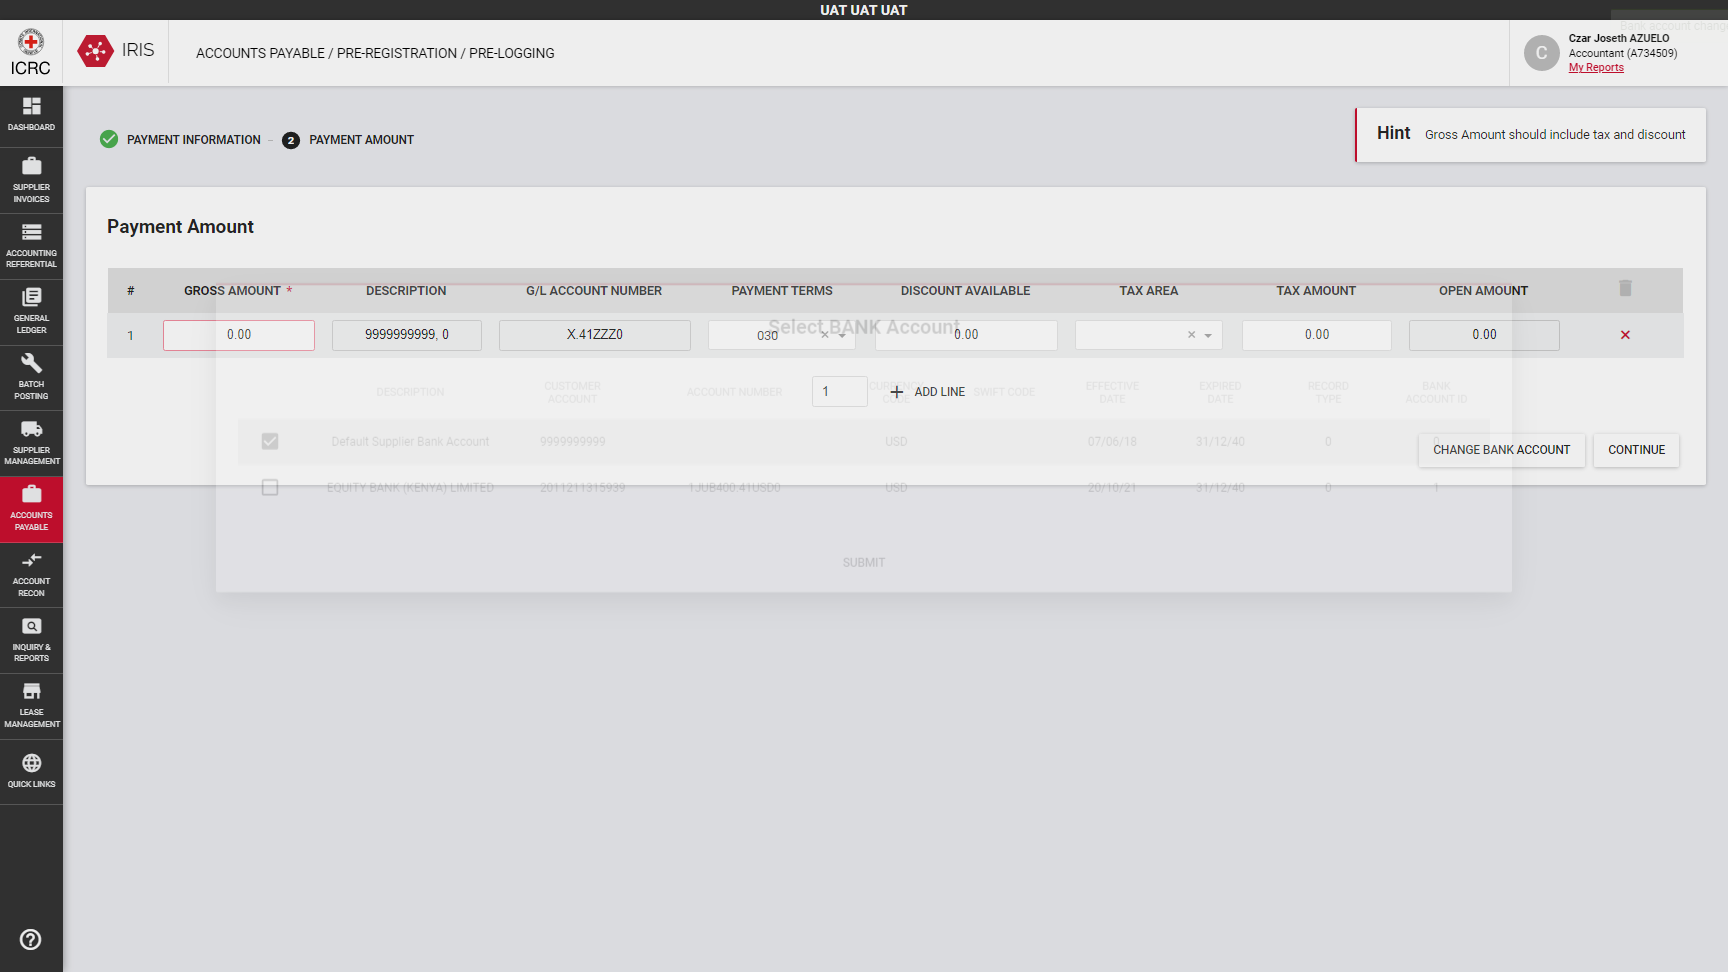 UAT UAT UAT
Bank account chang
ICRC
IRIS
ACCOUNTS PAYABLE / PRE-REGISTRATION / PRE-LOGGING
C
Czar Joseth AZUELO
Accountant (A734509)
My Reports
DASHBOARD
SUPPLIER
INVOICES
ACCOUNTING
REFERENTIAL
GENERAL
LEDGER
BATCH
POSTING
SUPPLIER
MANAGEMENT
ACCOUNTS
PAYABLE
ACCOUNT
RECON
INQUIRY &
REPORTS
LEASE
MANAGEMENT
QUICK LINKS
PAYMENT INFORMATION – 2 PAYMENT AMOUNT
Hint Gross Amount should include tax and discount
Payment Amount
# GROSS AMOUNT * DESCRIPTION G/L ACCOUNT NUMBER PAYMENT TERMS DISCOUNT AVAILABLE TAX AREA TAX AMOUNT OPEN AMOUNT
1 0.00 9999999999, 0 X.41ZZZ0 030 × 0.00 × 0.00 0.00 ×
1 + ADD LINE
CHANGE BANK ACCOUNT CONTINUE
Select BANK Account
DESCRIPTION CUSTOMER ACCOUNT ACCOUNT NUMBER CURRENCY CODE SWIFT CODE EFFECTIVE DATE EXPIRED DATE RECORD TYPE BANK ACCOUNT ID
Default Supplier Bank Account 9999999999 USD 07/06/18 31/12/40 0 0
EQUITY BANK (KENYA) LIMITED 2011211315939 1JUB400.41USD0 USD 20/10/21 31/12/40 0 1
SUBMIT